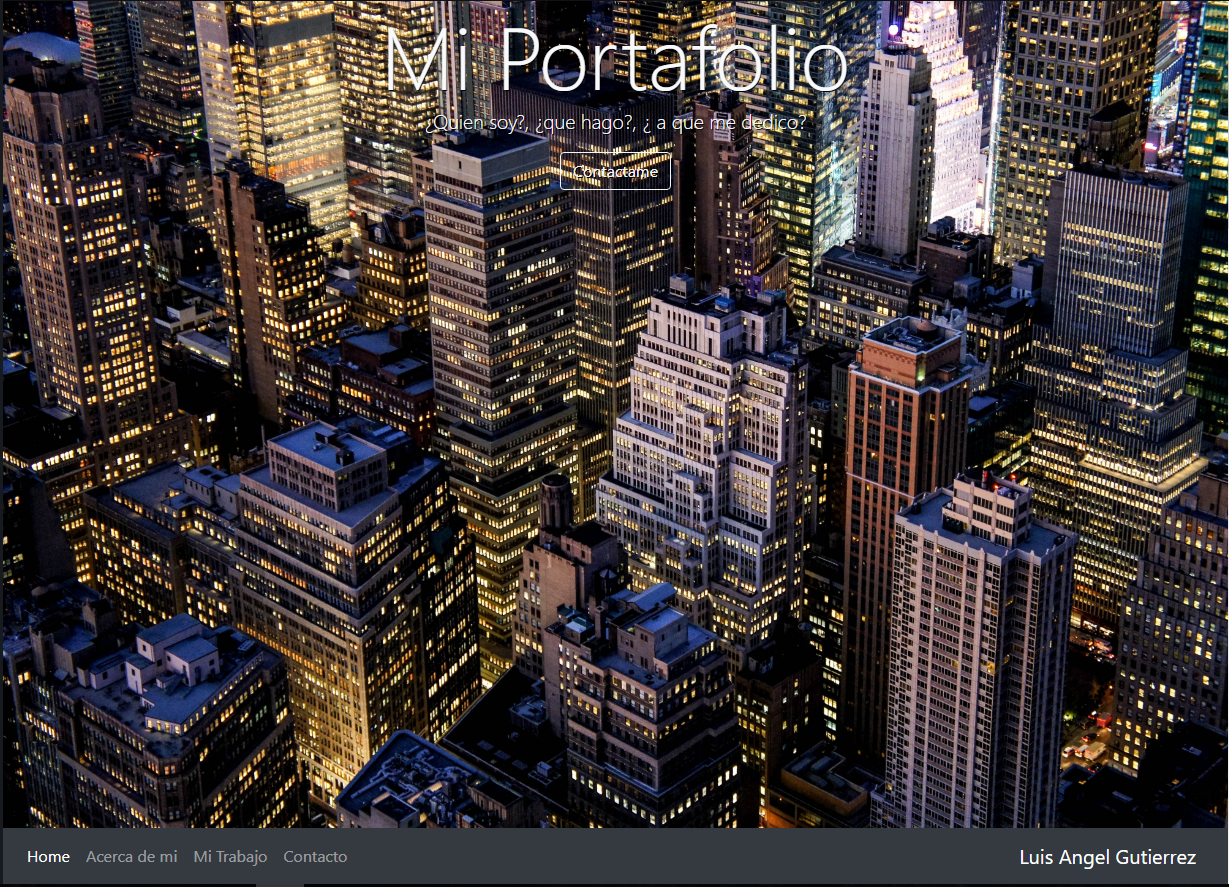 Mi Portafolio
¿Quien soy?, ¿que hago?, ¿ a que me dedico?
Contactame
Home Acerca de mi Mi Trabajo Contacto Luis Angel Gutierrez